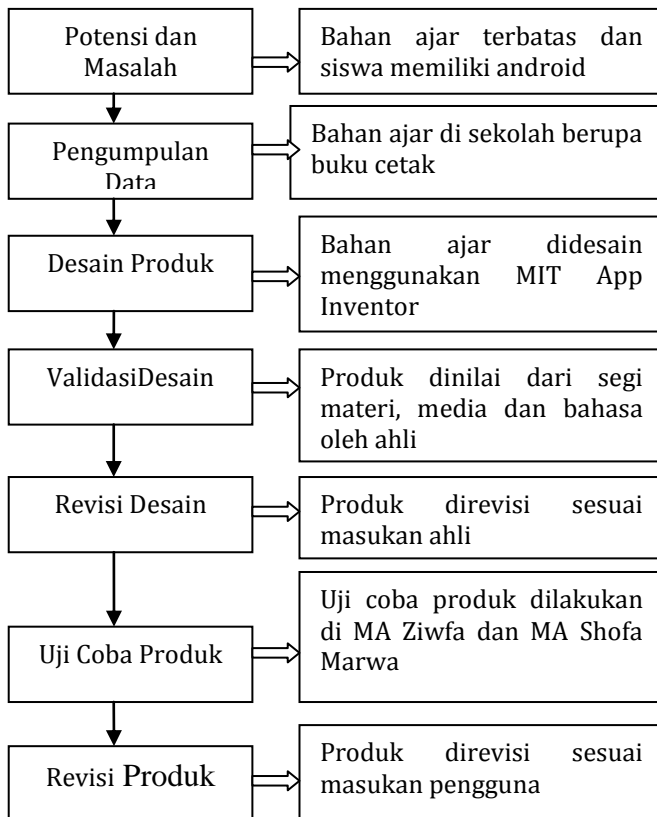 Potensi dan
Masalah
Bahan ajar terbatas dan
siswa memiliki android
Pengumpulan
Data
Bahan ajar di sekolah berupa
buku cetak
Desain Produk
Bahan ajar didesain
menggunakan MIT App
Inventor
ValidasiDesain
Produk dinilai dari segi
materi, media dan bahasa
oleh ahli
Revisi Desain
Produk direvisi sesuai
masukan ahli
Uji Coba Produk
Uji coba produk dilakukan
di MA Ziwfa dan MA Shofa
Marwa
Revisi Produk
Produk direvisi sesuai
masukan pengguna